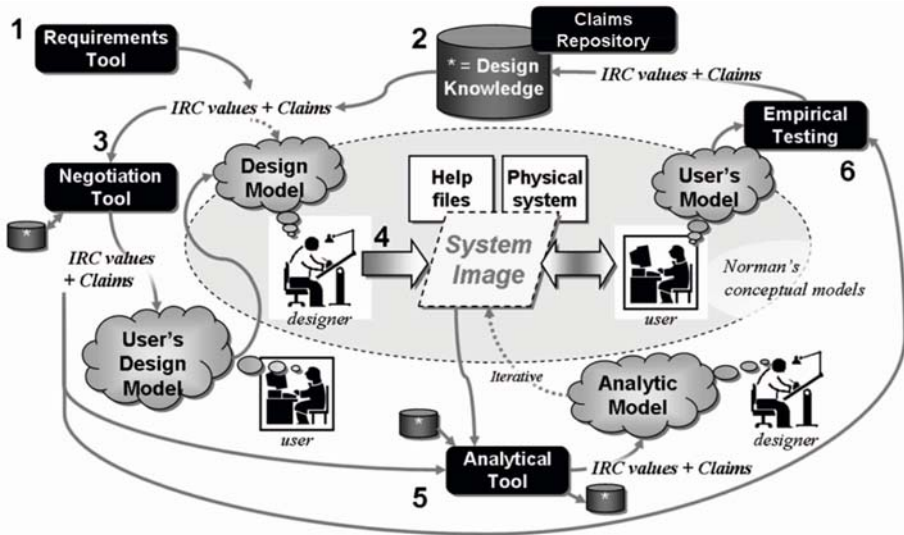 1
Requirements
Tool
2
Claims
Repository
* = Design
Knowledge
IRC values + Claims
IRC values + Claims
Empirical
Testing
6
3
Negotiation
Tool
*
IRC values
+ Claims
Design
Model
Help
files
Physical
system
User's
Model
4
System
Image
designer
user
Norman's
conceptual models
User's
Design
Model
user
Iterative
Analytic
Model
designer
*
Analytical
Tool
5
IRC values + Claims
*